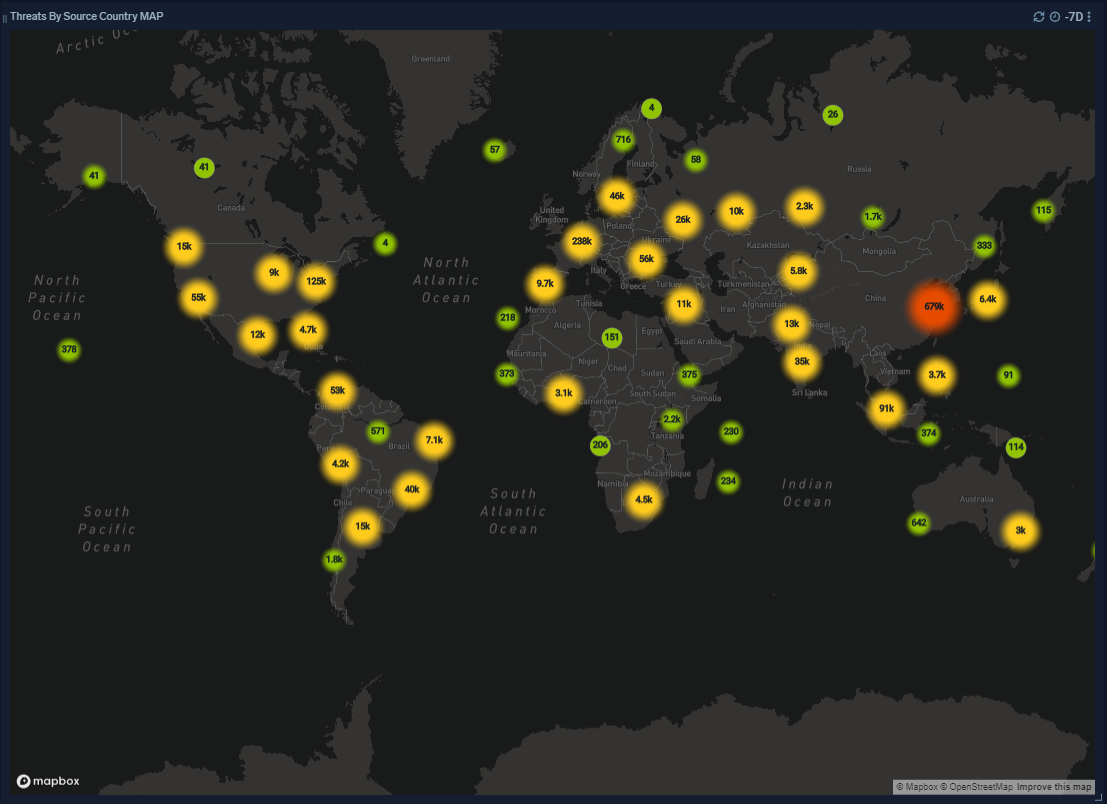 Threats By Source Country MAP
-7D
Arctic Oc
Greenland
4
26
716
57
58
Finland
41
41
Norway
Russia
Canada
46k
2.3k
10k
1.7k
115
United
Kingdom
26k
Poland
15k
4
238k
Ukraine
Kazakhstan
333
Mongolia
North
Pacific
Ocean
North
Atlantic
Ocean
56k
9k
125k
Italy
5.8k
9.7k
Greece
Turkey
Turkmenistan
55k
China
6.4k
Tunisia
11k
Afghanistan
679k
Morocco
Iran
218
Algeria
13k
Nepal
12k
4.7k
151
Egypt
Cuba
Saudi Arabia
378
Mauritania
Laos
Niger
35k
373
Chad
Sudan
375
Vietnam
3.7k
91
53k
3.1k
South Sudan
Somalia
Sri Lanka
Cameroon
91k
571
2.2k
230
374
7.1k
Brazil
206
Tanzania
114
Peru
4.2k
Mozambique
234
Namibia
Indian
Ocean
40k
Paraguay
Chile
South
Atlantic
Ocean
4.5k
Australia
South
Pacific
Ocean
15k
642
3k
1.8k
mapbox
© Mapbox © OpenStreetMap Improve this map